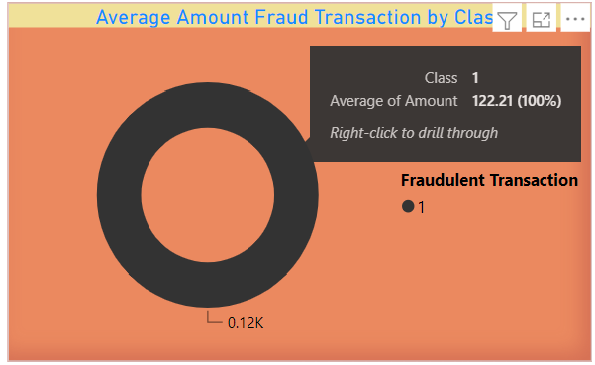 Average Amount Fraud Transaction by Clas
Class 1
Average of Amount 122.21 (100%)
Right-click to drill through
Fraudulent Transaction
1
0.12K